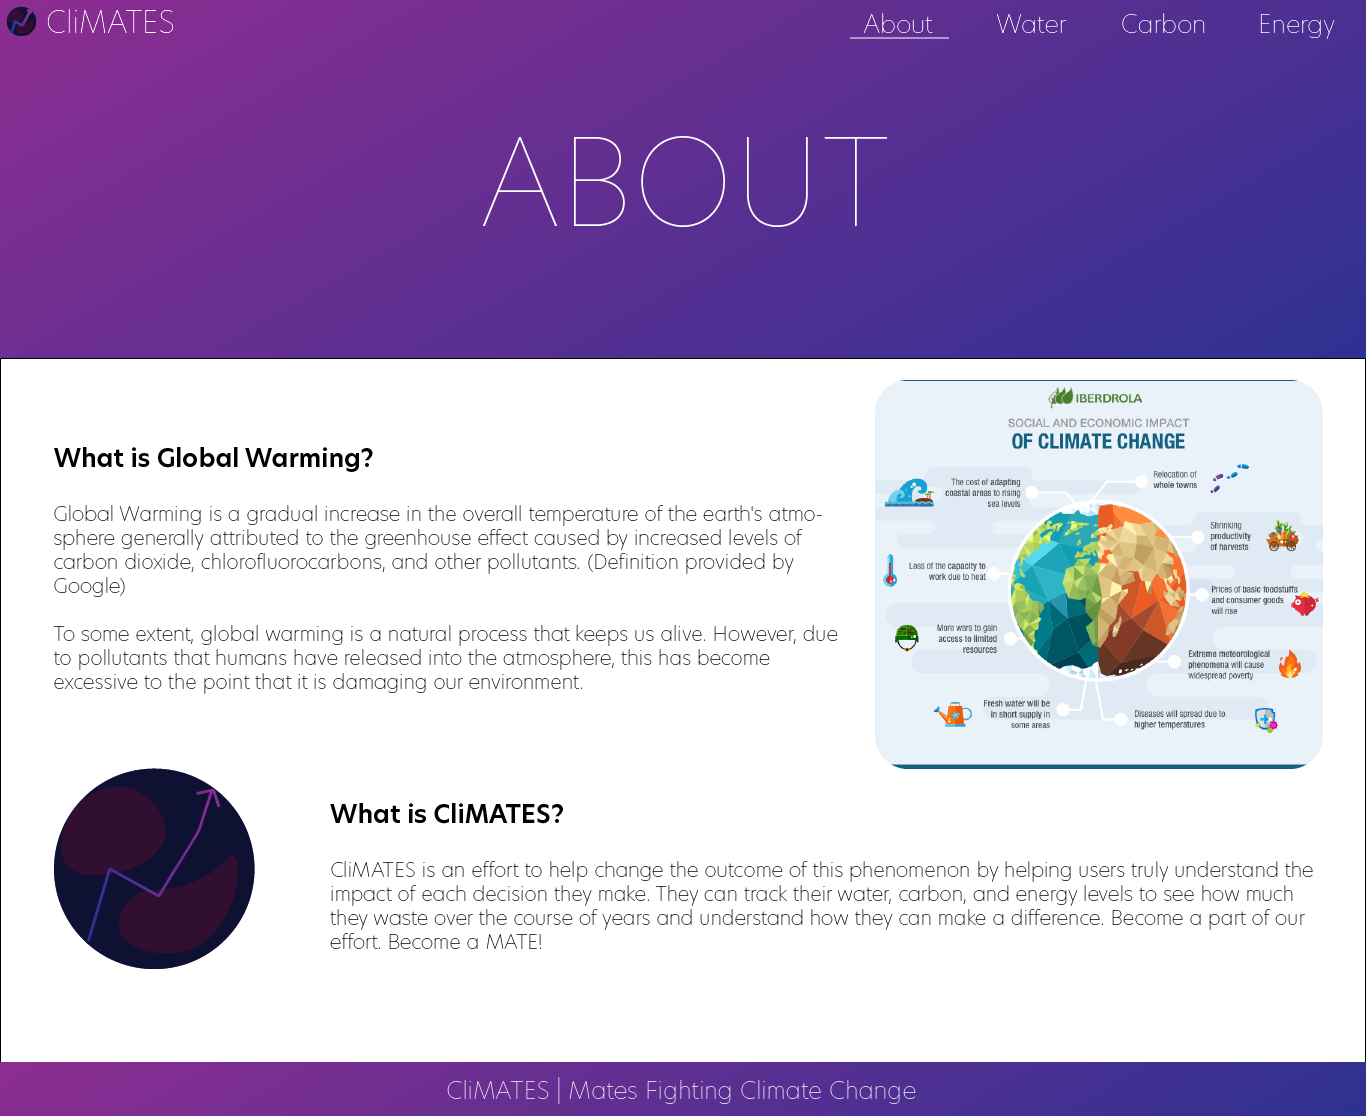 CliMATES
About Water Carbon Energy
ABOUT
What is Global Warming?
Global Warming is a gradual increase in the overall temperature of the earth's atmo-
sphere generally attributed to the greenhouse effect caused by increased levels of
carbon dioxide, chlorofluorocarbons, and other pollutants. (Definition provided by
Google)
To some extent, global warming is a natural process that keeps us alive. However, due
to pollutants that humans have released into the atmosphere, this has become
excessive to the point that it is damaging our environment.
IBERDROLA
SOCIAL AND ECONOMIC IMPACT
OF CLIMATE CHANGE
The cost of adapting
coastal areas to rising
sea levels
Relocation of
whole towns
Shrinking
productivity
of harvests
Loss of the capacity to
work due to heat
Prices of basic foodstuffs
and consumer goods
will rise
More wars to gain
access to limited
resources
Extreme meteorological
phenomena will cause
widespread poverty
Fresh water will be
in short supply in
some areas
Diseases will spread due to
higher temperatures
What is CliMATES?
CliMATES is an effort to help change the outcome of this phenomenon by helping users truly understand the
impact of each decision they make. They can track their water, carbon, and energy levels to see how much
they waste over the course of years and understand how they can make a difference. Become a part of our
effort. Become a MATE!
CliMATES | Mates Fighting Climate Change